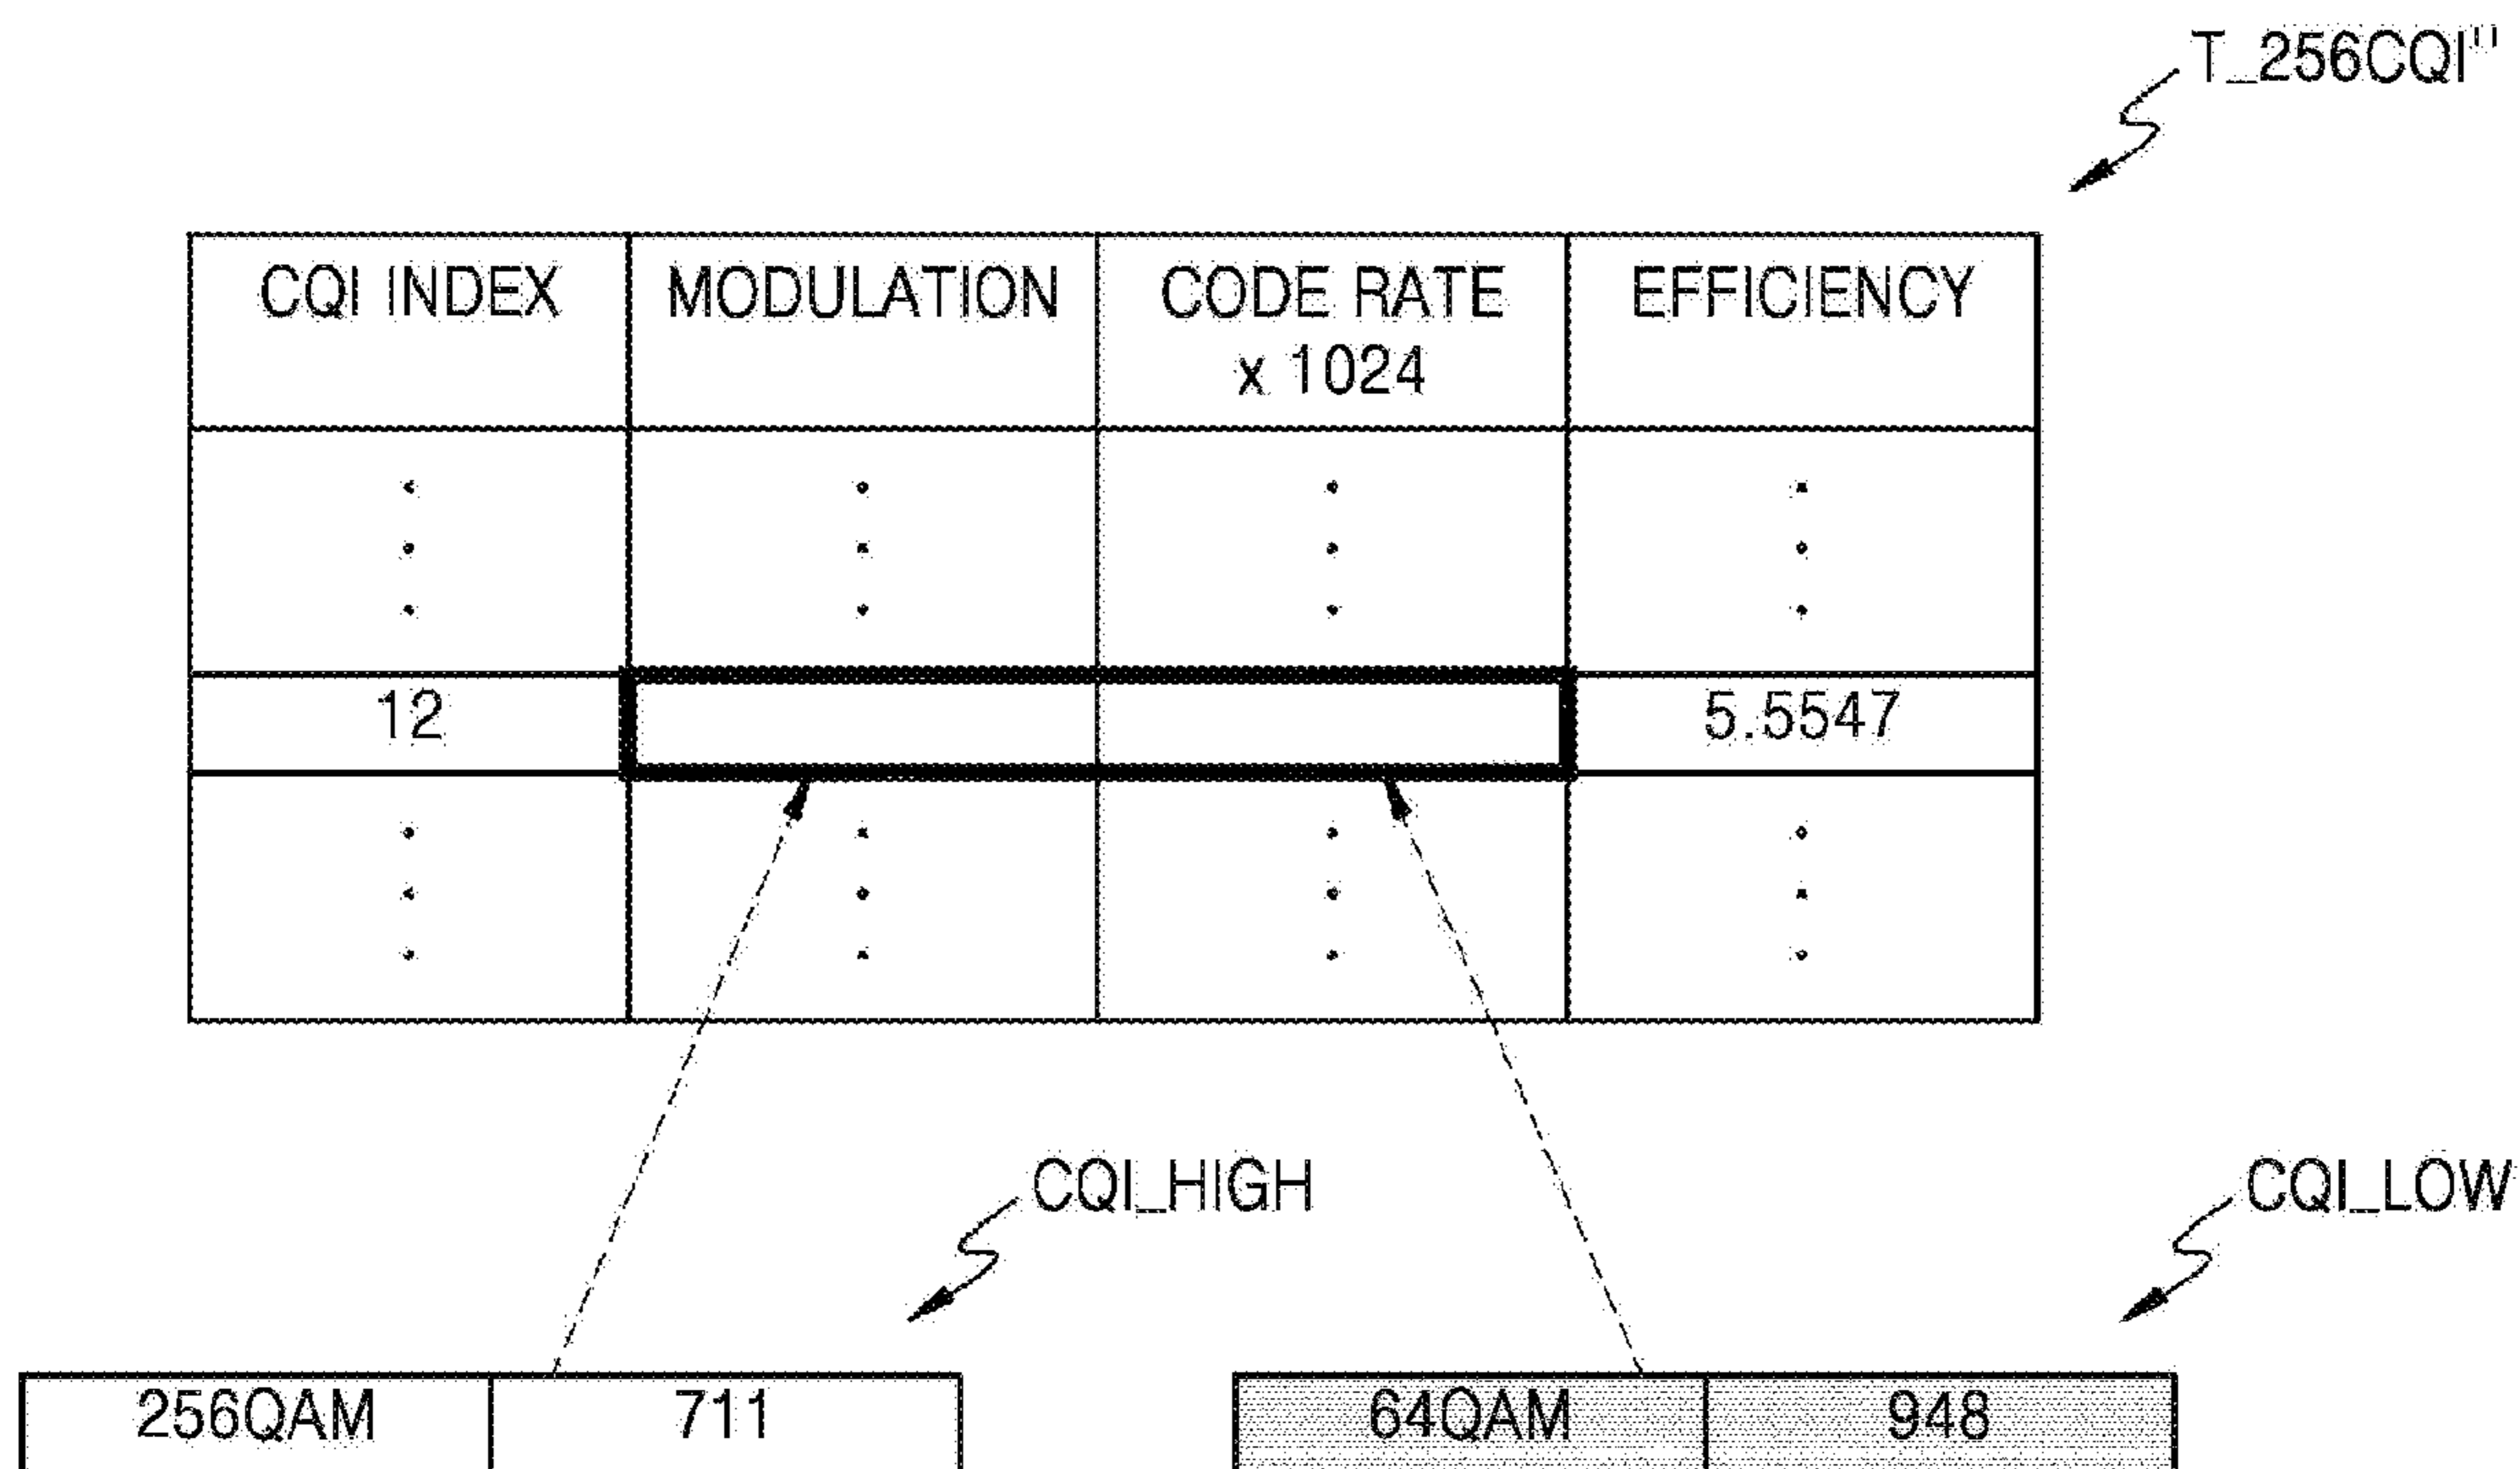 T_256CQI"
CQI INDEX MODULATION CODE RATE x 1024 EFFICIENCY
12 5.5547
CQI_HIGH
CQI_LOW
256QAM 711
64QAM 948